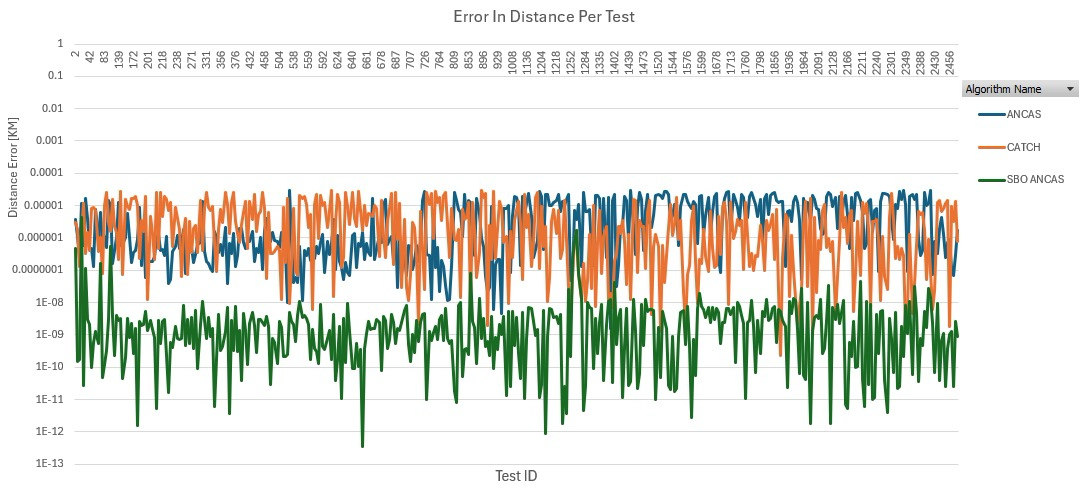 Error In Distance Per Test
1
0.1
0.01
0.001
0.0001
0.00001
0.000001
0.0000001
1E-08
1E-09
1E-10
1E-11
1E-12
1E-13
Distance Error [KM]
2 42 83 139 172 201 218 238 271 331 356 376 397 432 458 504 538 559 592 624 640 661 678 687 707 726 764 809 853 896 929 1008 1136 1204 1218 1252 1284 1335 1402 1439 1473 1520 1544 1576 1599 1678 1713 1760 1798 1856 1936 1964 2091 2128 2166 2211 2240 2301 2349 2388 2430 2456
Test ID
Algorithm Name
ANCAS
CATCH
SBO ANCAS